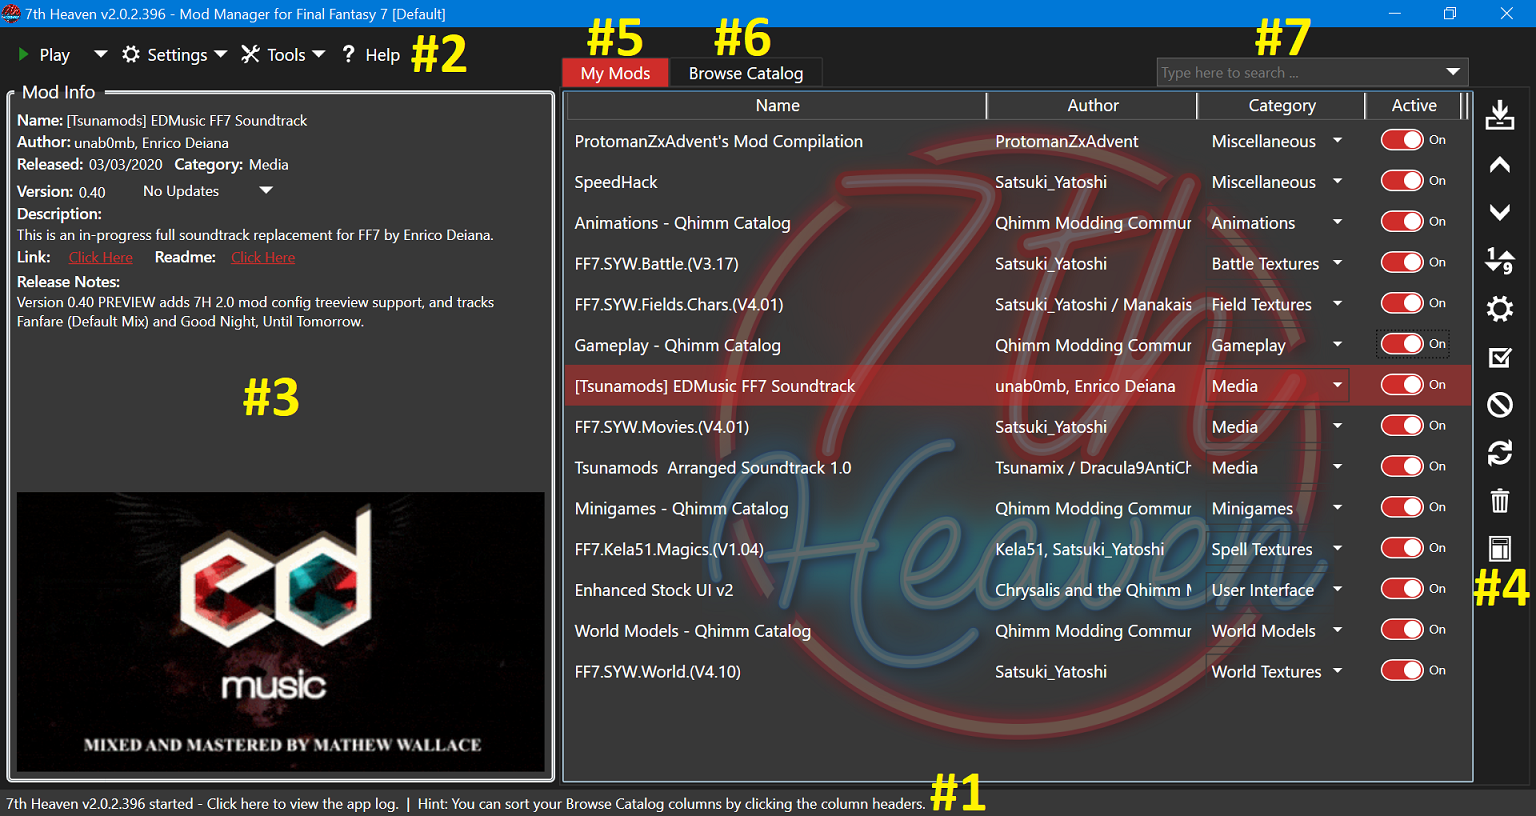 7th Heaven v2.0.2.396 - Mod Manager for Final Fantasy 7 [Default]
Play Settings Tools ? Help #2
#5 #6 #7
My Mods Browse Catalog Type here to search ...
Mod Info
Name: [Tsunamods] EDMusic FF7 Soundtrack
Author: unab0mb, Enrico Deiana
Released: 03/03/2020 Category: Media
Version: 0.40 No Updates
Description:
This is an in-progress full soundtrack replacement for FF7 by Enrico Deiana.
Link: Click Here Readme: Click Here
Release Notes:
Version 0.40 PREVIEW adds 7H 2.0 mod config treeview support, and tracks
Fanfare (Default Mix) and Good Night, Until Tomorrow.
#3
ed
music
MIXED AND MASTERED BY MATHEW WALLACE
Name Author Category Active
ProtomanZxAdvent's Mod Compilation ProtomanZxAdvent Miscellaneous On
SpeedHack Satsuki_Yatoshi Miscellaneous On
Animations - Qhimm Catalog Qhimm Modding Commur Animations On
FF7.SYW.Battle.(V3.17) Satsuki_Yatoshi Battle Textures On
FF7.SYW.Fields.Chars.(V4.01) Satsuki_Yatoshi / Manakais Field Textures On
Gameplay - Qhimm Catalog Qhimm Modding Commur Gameplay On
[Tsunamods] EDMusic FF7 Soundtrack unab0mb, Enrico Deiana Media On
FF7.SYW.Movies.(V4.01) Satsuki_Yatoshi Media On
Tsunamods Arranged Soundtrack 1.0 Tsunamix / Dracula9AntiCh Media On
Minigames - Qhimm Catalog Qhimm Modding Commur Minigames On
FF7.Kela51.Magics.(V1.04) Kela51, Satsuki_Yatoshi Spell Textures On
Enhanced Stock UI v2 Chrysalis and the Qhimm M User Interface On
World Models - Qhimm Catalog Qhimm Modding Commur World Models On
FF7.SYW.World.(V4.10) Satsuki_Yatoshi World Textures On
7th
Heaven
1 9
#4
7th Heaven v2.0.2.396 started - Click here to view the app log. | Hint: You can sort your Browse Catalog columns by clicking the column headers. #1